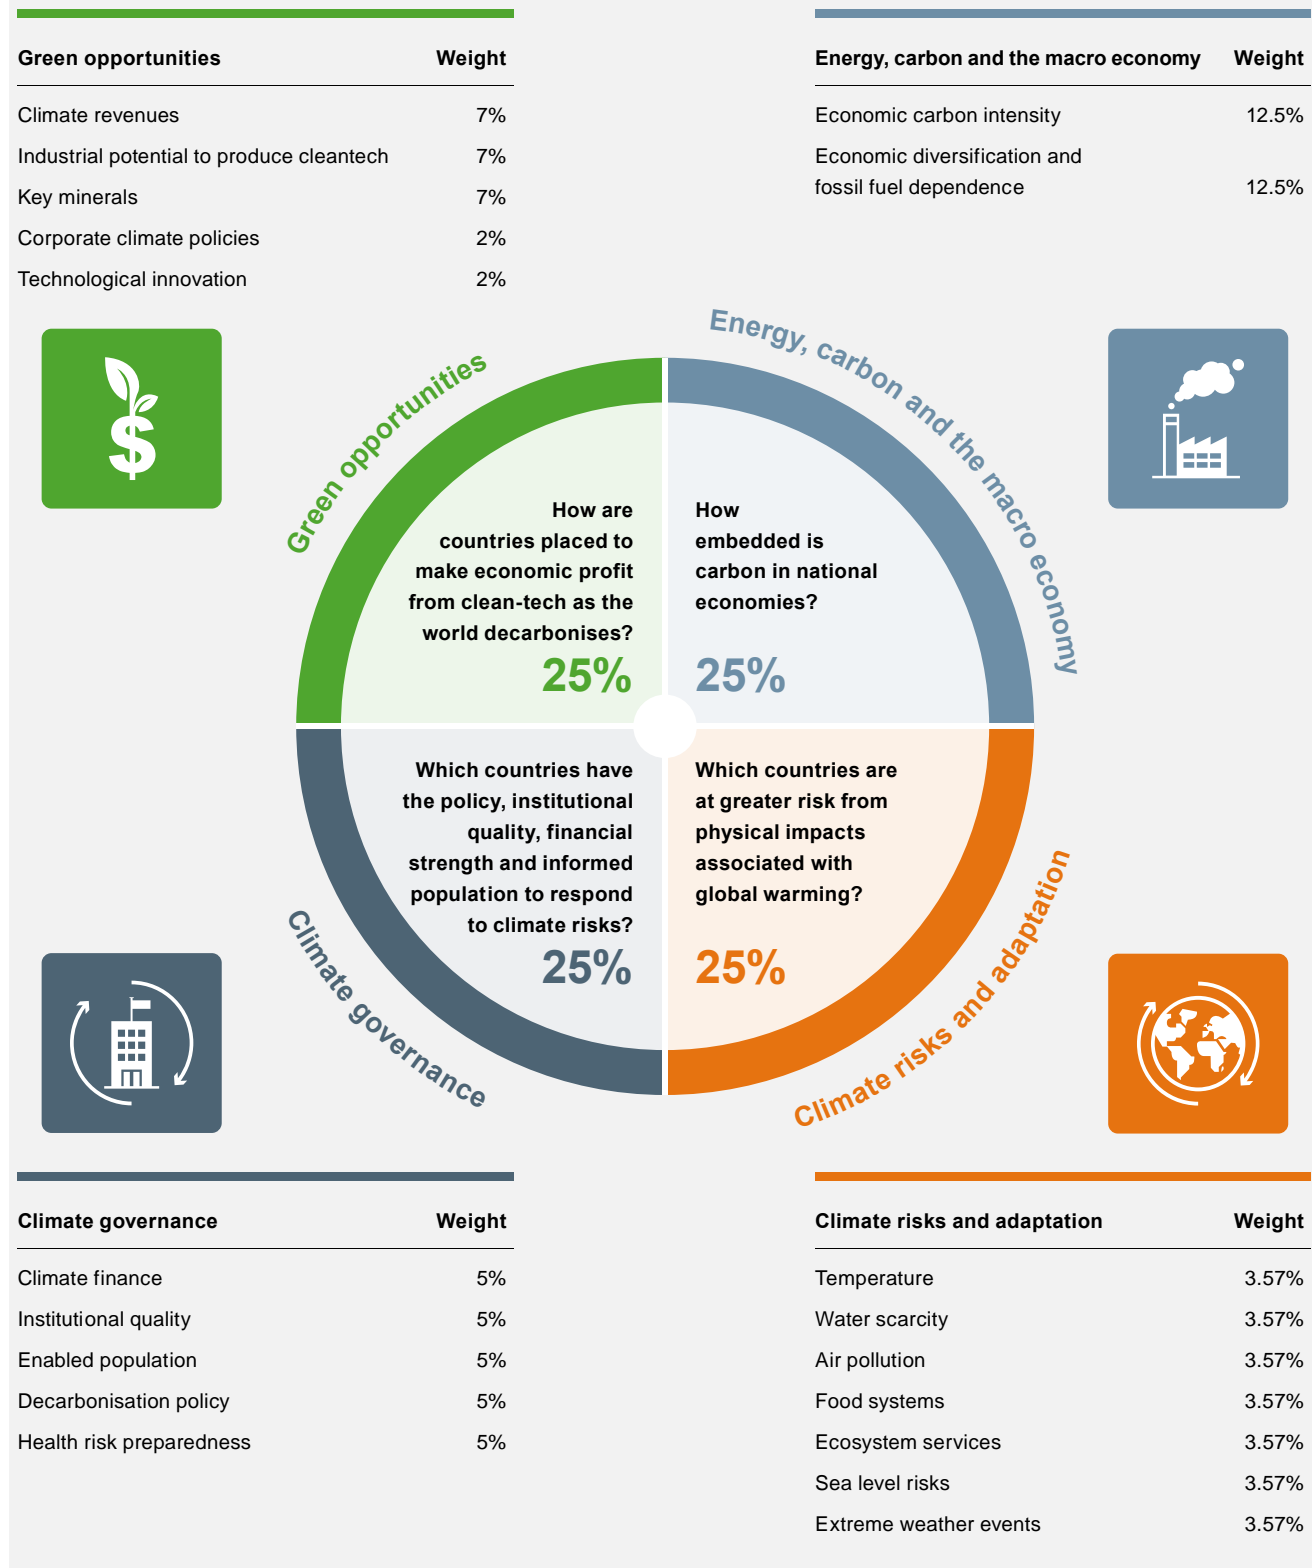 Green opportunities Weight
Climate revenues 7%
Industrial potential to produce cleantech 7%
Key minerals 7%
Corporate climate policies 2%
Technological innovation 2%
Energy, carbon and the macro economy Weight
Economic carbon intensity 12.5%
Economic diversification and
fossil fuel dependence 12.5%
Green opportunities
Energy, carbon and the macro economy
How are
countries placed to
make economic profit
from clean-tech as the
world decarbonises?
25%
How
embedded is
carbon in national
economies?
25%
Which countries have
the policy, institutional
quality, financial
strength and informed
population to respond
to climate risks?
25%
Which countries are
at greater risk from
physical impacts
associated with
global warming?
25%
Climate governance
Climate risks and adaptation
$
Climate governance Weight
Climate finance 5%
Institutional quality 5%
Enabled population 5%
Decarbonisation policy 5%
Health risk preparedness 5%
Climate risks and adaptation Weight
Temperature 3.57%
Water scarcity 3.57%
Air pollution 3.57%
Food systems 3.57%
Ecosystem services 3.57%
Sea level risks 3.57%
Extreme weather events 3.57%